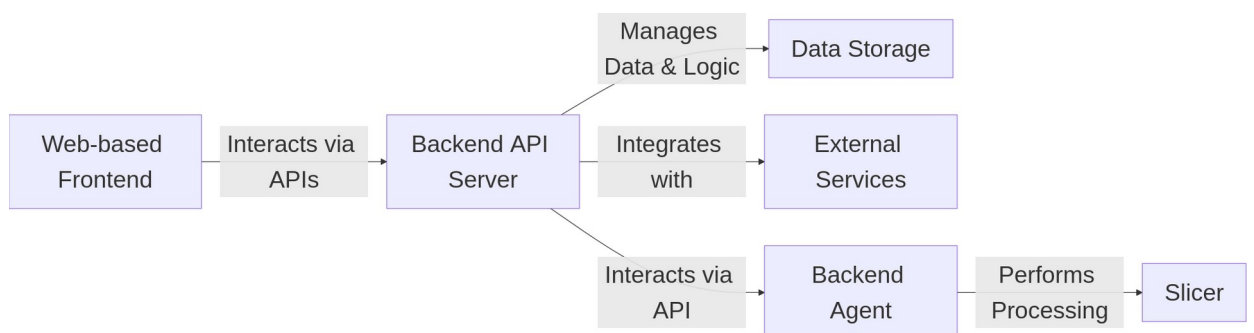 Web-based
Frontend
Interacts via
APIs
Backend API
Server
Manages
Data & Logic
Data Storage
Integrates
with
External
Services
Interacts via
API
Backend
Agent
Performs
Processing
Slicer